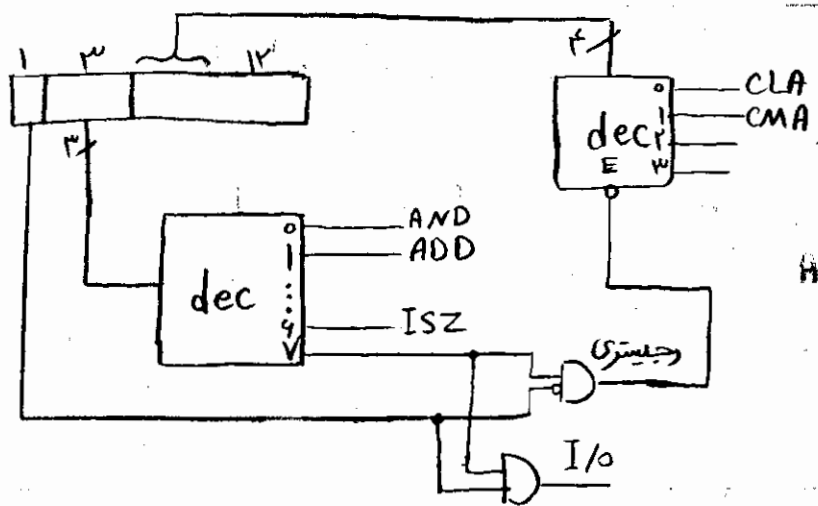 ۱ ۳ ۱۲
۳
dec
E
۰ CLA
۱ CMA
۲
۳
dec
۰ AND
۱ ADD
۶ ISZ
۷
رجیستری
I/O